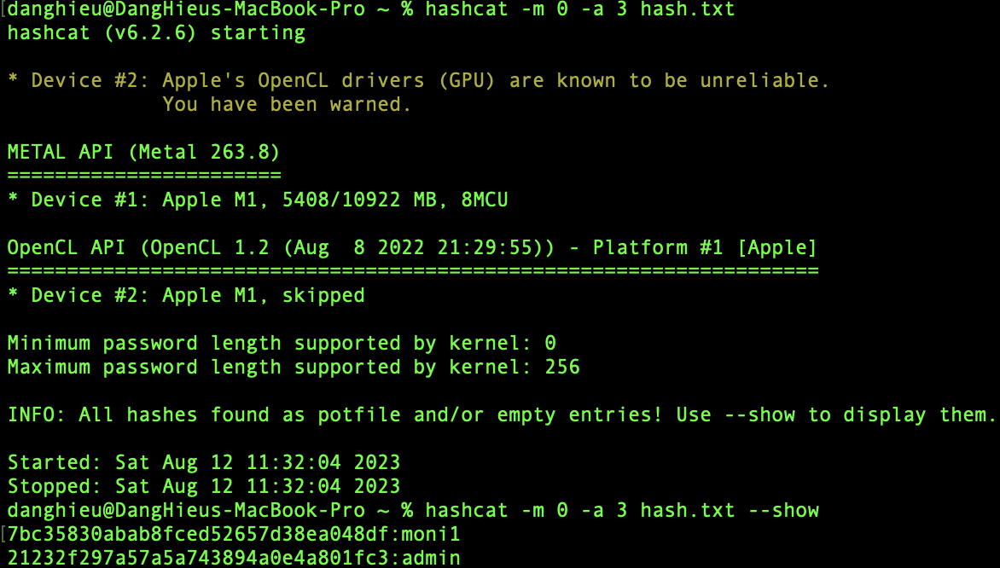 [danghieu@DangHieus-MacBook-Pro ~ % hashcat -m 0 -a 3 hash.txt
hashcat (v6.2.6) starting
* Device #2: Apple's OpenCL drivers (GPU) are known to be unreliable.
You have been warned.
METAL API (Metal 263.8)
=======================
* Device #1: Apple M1, 5408/10922 MB, 8MCU
OpenCL API (OpenCL 1.2 (Aug  8 2022 21:29:55)) - Platform #1 [Apple]
====================================================================
* Device #2: Apple M1, skipped
Minimum password length supported by kernel: 0
Maximum password length supported by kernel: 256
INFO: All hashes found as potfile and/or empty entries! Use --show to display them.
Started: Sat Aug 12 11:32:04 2023
Stopped: Sat Aug 12 11:32:04 2023
danghieu@DangHieus-MacBook-Pro ~ % hashcat -m 0 -a 3 hash.txt --show
[7bc35830abab8fced52657d38ea048df:moni1
21232f297a57a5a743894a0e4a801fc3:admin